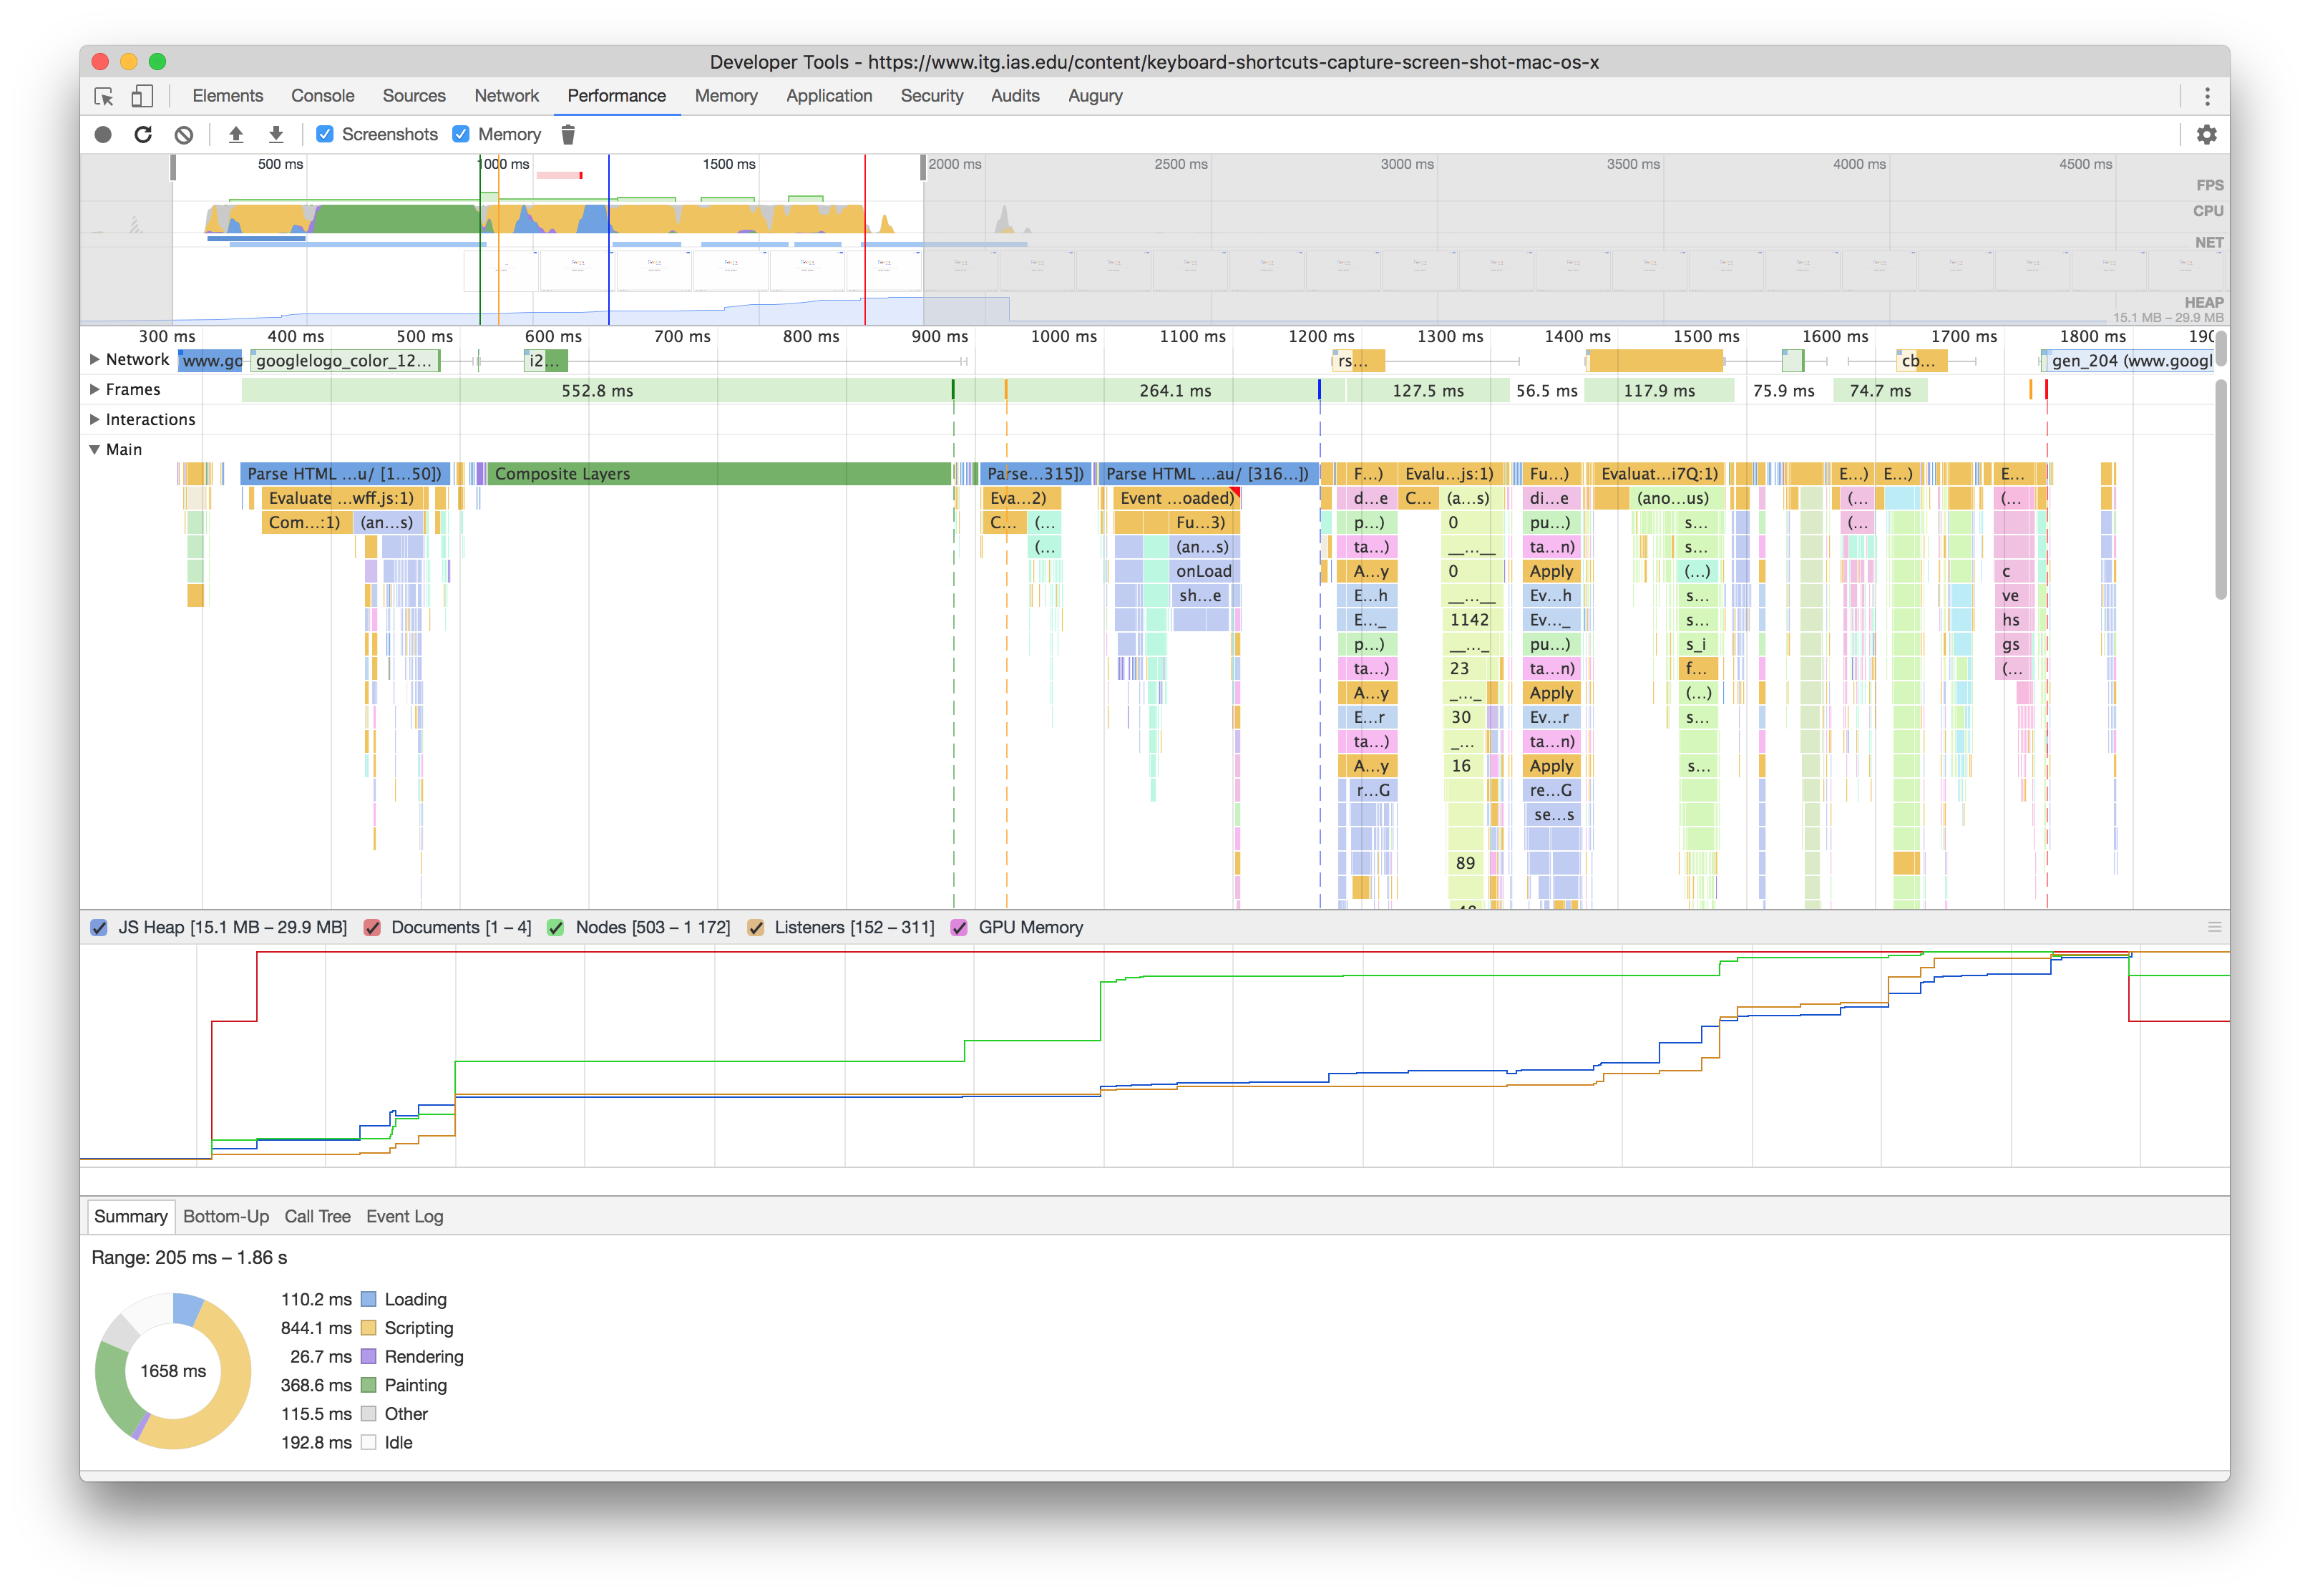 Developer Tools - https://www.itg.ias.edu/content/keyboard-shortcuts-capture-screen-shot-mac-os-x
Elements Console Sources Network Performance Memory Application Security Audits Augury
Screenshots Memory
500 ms 1000 ms 1500 ms 2000 ms 2500 ms 3000 ms 3500 ms 4000 ms 4500 ms
FPS
CPU
NET
HEAP
15.1 MB – 29.9 MB
300 ms 400 ms 500 ms 600 ms 700 ms 800 ms 900 ms 1000 ms 1100 ms 1200 ms 1300 ms 1400 ms 1500 ms 1600 ms 1700 ms 1800 ms 190
Network www.go googlelogo_color_12... i2... rs... cb... gen_204 (www.googl
Frames 552.8 ms 264.1 ms 127.5 ms 56.5 ms 117.9 ms 75.9 ms 74.7 ms
Interactions
Main
Parse HTML ...u/ [1...50]) Composite Layers Parse...315]) Parse HTML ...au/ [316...]) F...) Evalu...js:1) Fu...) Evaluat...i7Q:1) E...) E...) E...
Evaluate ...wff.js:1) Eva...2) Event ...oaded) d...e C... (a...s) di...e (ano...us) (... (...
Com...:1) (an...s) C... (... Fu...3) p...) 0 pu...) s... (...
(... (an...s) ta...) __...__ ta...n) s...
onLoad A...y 0 Apply (...) c
sh...e E...h __...__ Ev...h s... ve
E..._ 1142 Ev..._ s... hs
p...) __..._ pu...) s_i gs
ta...) 23 ta...n) f... (...
A...y _..._ Apply (...)
E...r 30 Ev...r s...
ta...) _... ta...n)
A...y 16 Apply s...
r...G re...G
se...s
89
JS Heap [15.1 MB – 29.9 MB] Documents [1 – 4] Nodes [503 – 1 172] Listeners [152 – 311] GPU Memory
Summary Bottom-Up Call Tree Event Log
Range: 205 ms – 1.86 s
110.2 ms Loading
844.1 ms Scripting
26.7 ms Rendering
1658 ms
368.6 ms Painting
115.5 ms Other
192.8 ms Idle